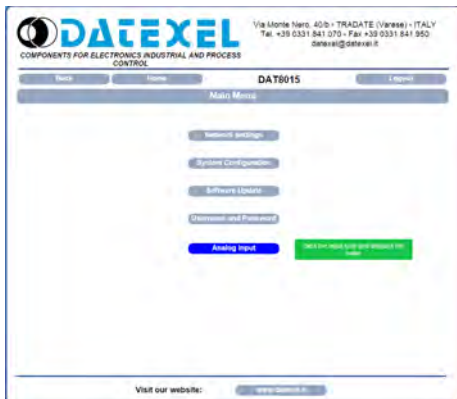 DATEXEL
COMPONENTS FOR ELECTRONICS INDUSTRIAL AND PROCESS
CONTROL
Via Monte Nero, 40/b - TRADATE (Varese) - ITALY
Tel. +39 0331 841 070 - Fax +39 0331 841 950
datexel@datexel.it
Back
Home
DAT8015
Logout
Main Menu
Network Settings
System Configuration
Software Update
Username and Password
Analog Input
Visit our website:
www.datexel.it